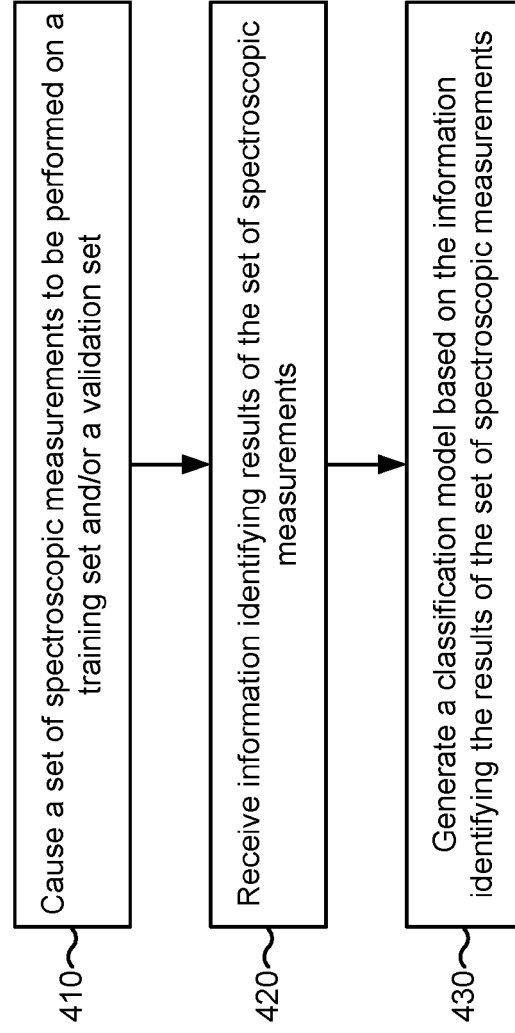 410
Cause a set of spectroscopic measurements to be performed on a
training set and/or a validation set
420
Receive information identifying results of the set of spectroscopic
measurements
430
Generate a classification model based on the information
identifying the results of the set of spectroscopic measurements